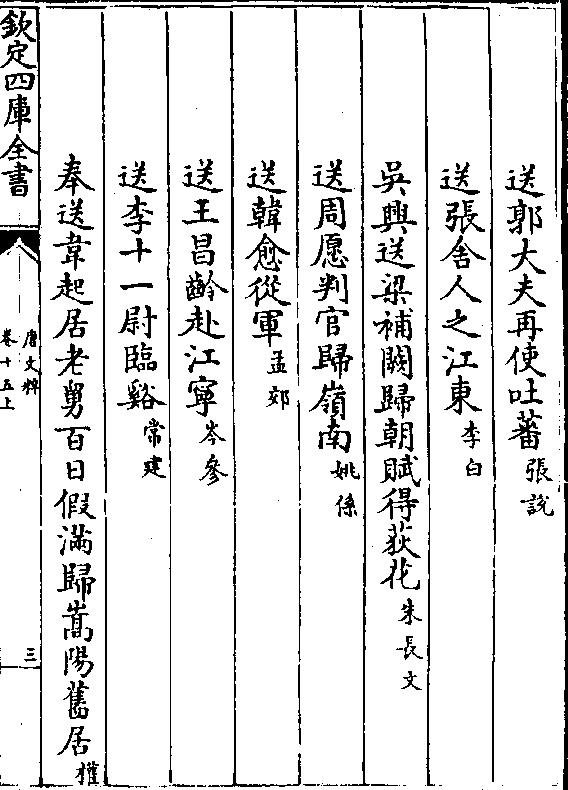 送郭大夫再使吐蕃張說
送張舍人之江東李白
吳興送梁補闕歸朝賦得荻花朱長文
送周愿判官歸嶺南姚係
送韓愈從軍孟郊
送王昌齡赴江寧岑參
送李十一尉臨谿常建
奉送韋起居老舅百日假滿歸嵩陽舊居權
欽定四庫全書
唐文粹
卷十五上
三